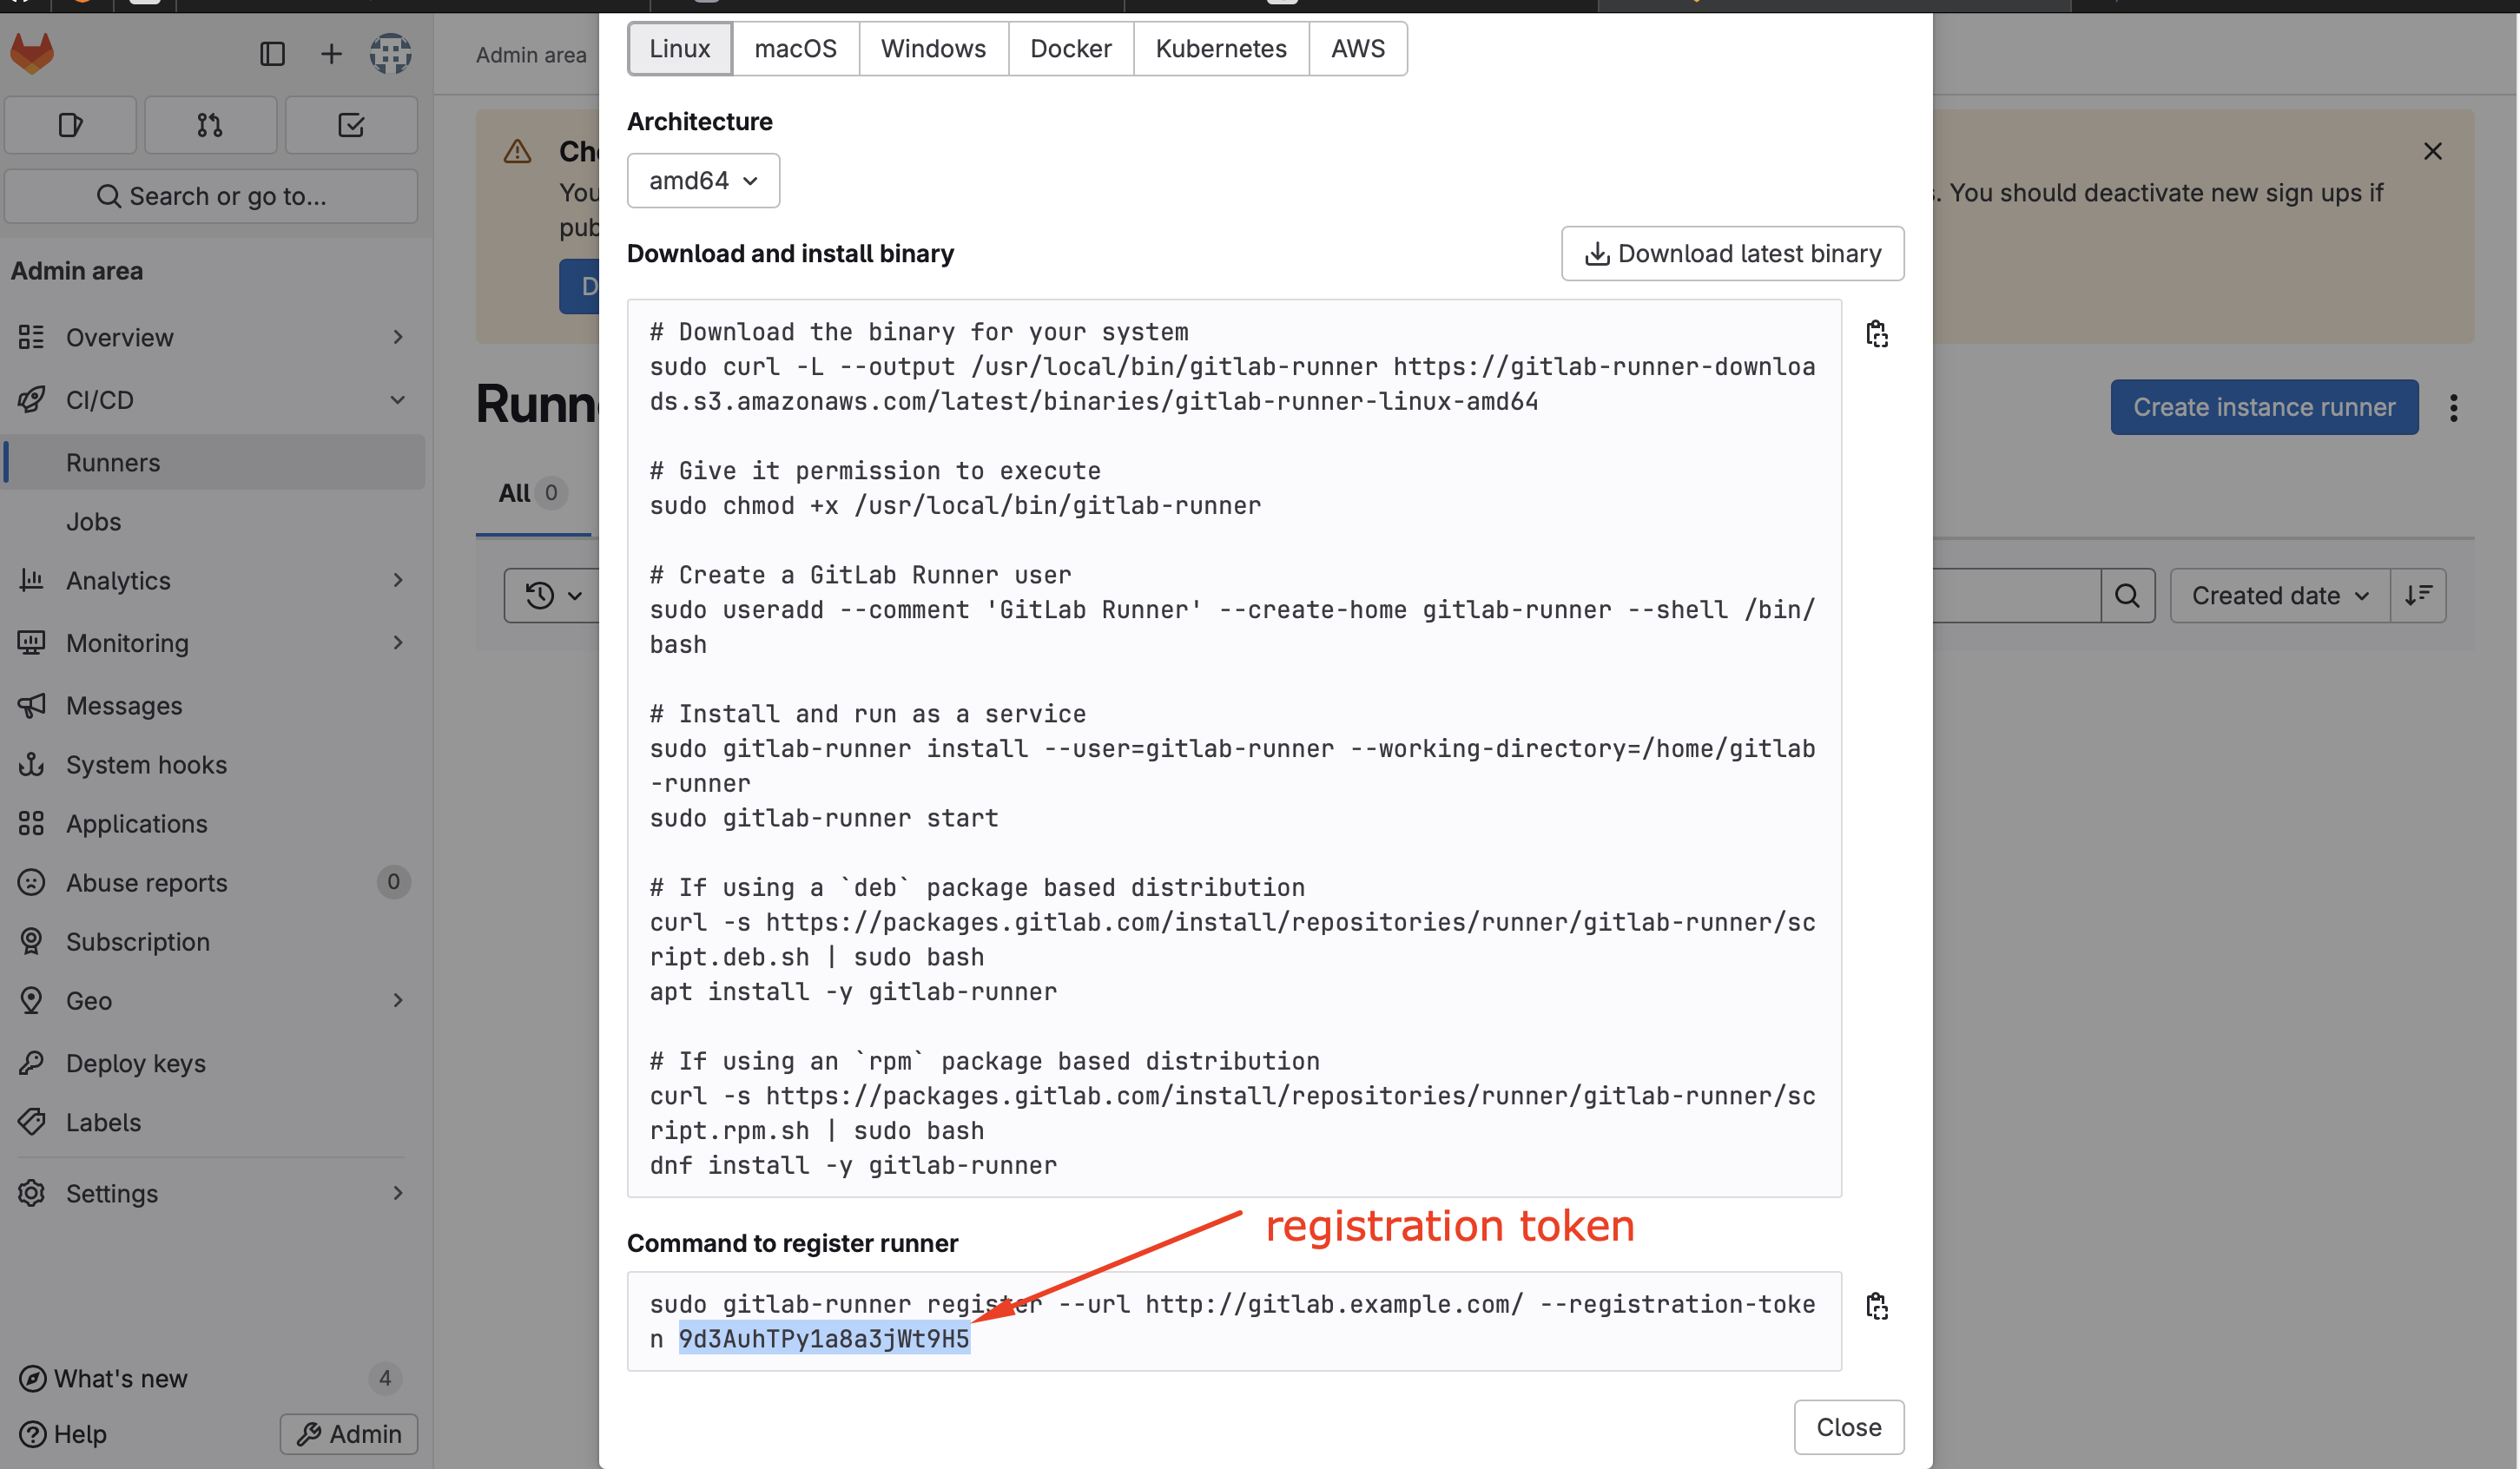 Admin area
Search or go to...
Admin area
Overview
CI/CD
Runners
Jobs
Analytics
Monitoring
Messages
System hooks
Applications
Abuse reports 0
Subscription
Geo
Deploy keys
Labels
Settings
What's new 4
Help
Admin
You should deactivate new sign ups if
Create instance runner
All 0
Created date
Linux macOS Windows Docker Kubernetes AWS
Architecture
amd64
Download and install binary
Download latest binary
# Download the binary for your system
sudo curl -L --output /usr/local/bin/gitlab-runner https://gitlab-runner-downloa
ds.s3.amazonaws.com/latest/binaries/gitlab-runner-linux-amd64
# Give it permission to execute
sudo chmod +x /usr/local/bin/gitlab-runner
# Create a GitLab Runner user
sudo useradd --comment 'GitLab Runner' --create-home gitlab-runner --shell /bin/
bash
# Install and run as a service
sudo gitlab-runner install --user=gitlab-runner --working-directory=/home/gitlab
-runner
sudo gitlab-runner start
# If using a `deb` package based distribution
curl -s https://packages.gitlab.com/install/repositories/runner/gitlab-runner/sc
ript.deb.sh | sudo bash
apt install -y gitlab-runner
# If using an `rpm` package based distribution
curl -s https://packages.gitlab.com/install/repositories/runner/gitlab-runner/sc
ript.rpm.sh | sudo bash
dnf install -y gitlab-runner
registration token
Command to register runner
sudo gitlab-runner register --url http://gitlab.example.com/ --registration-toke
n 9d3AuhTPy1a8a3jWt9H5
Close